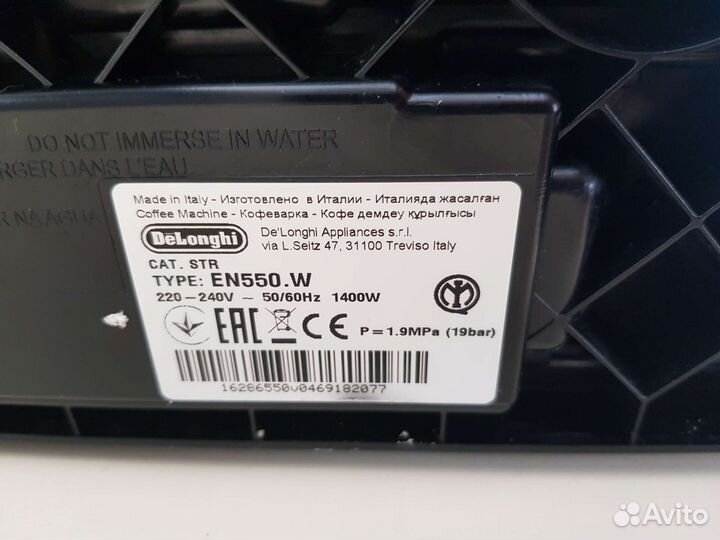 DO NOT IMMERSE IN WATER
RGER DANS L'EAU
R NA AGUA
Made in Italy - Изготовлено в Италии - Италияда жасалған
Coffee Machine - Кофеварка - Кофе демдеу құрылғысы
DeLonghi
De'Longhi Appliances s.r.l.
via L.Seitz 47, 31100 Treviso Italy
CAT. STR
TYPE: EN550.W
220-240V ~ 50/60Hz 1400W
EAC CE P=1.9MPa (19bar)
16286550v0469182077
Avito